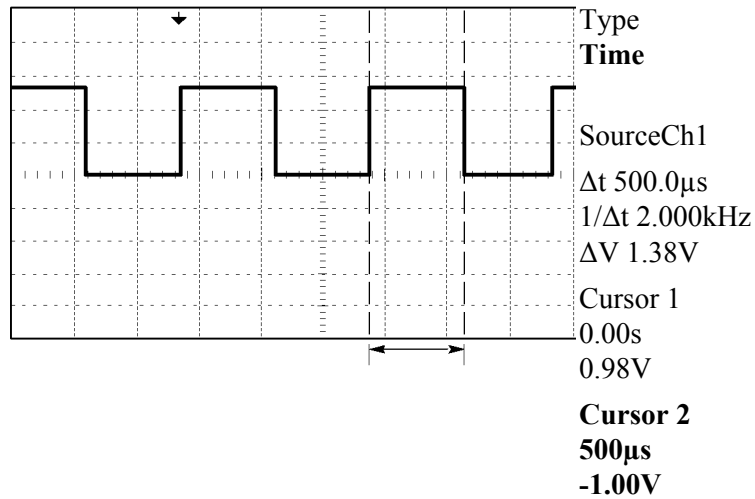 Type
Time
SourceCh1
Δt 500.0µs
1/Δt 2.000kHz
ΔV 1.38V
Cursor 1
0.00s
0.98V
Cursor 2
500µs
-1.00V